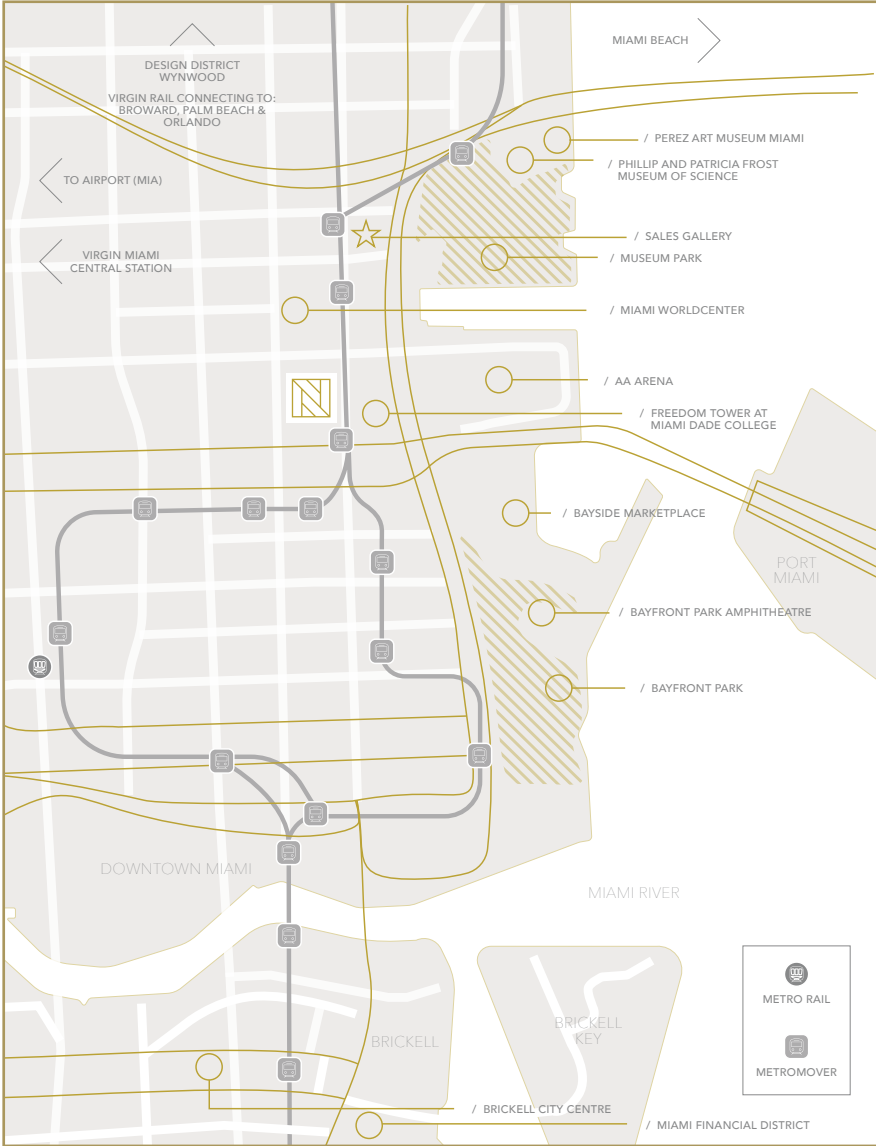 MIAMI BEACH
DESIGN DISTRICT
WYNWOOD
VIRGIN RAIL CONNECTING TO:
BROWARD, PALM BEACH &
ORLANDO
/ PEREZ ART MUSEUM MIAMI
/ PHILLIP AND PATRICIA FROST
MUSEUM OF SCIENCE
TO AIRPORT (MIA)
/ SALES GALLERY
VIRGIN MIAMI
CENTRAL STATION
/ MUSEUM PARK
/ MIAMI WORLDCENTER
/ AA ARENA
N
/ FREEDOM TOWER AT
MIAMI DADE COLLEGE
/ BAYSIDE MARKETPLACE
PORT
MIAMI
/ BAYFRONT PARK AMPHITHEATRE
/ BAYFRONT PARK
DOWNTOWN MIAMI
MIAMI RIVER
BRICKELL
BRICKELL
KEY
METRO RAIL
METROMOVER
/ BRICKELL CITY CENTRE
/ MIAMI FINANCIAL DISTRICT